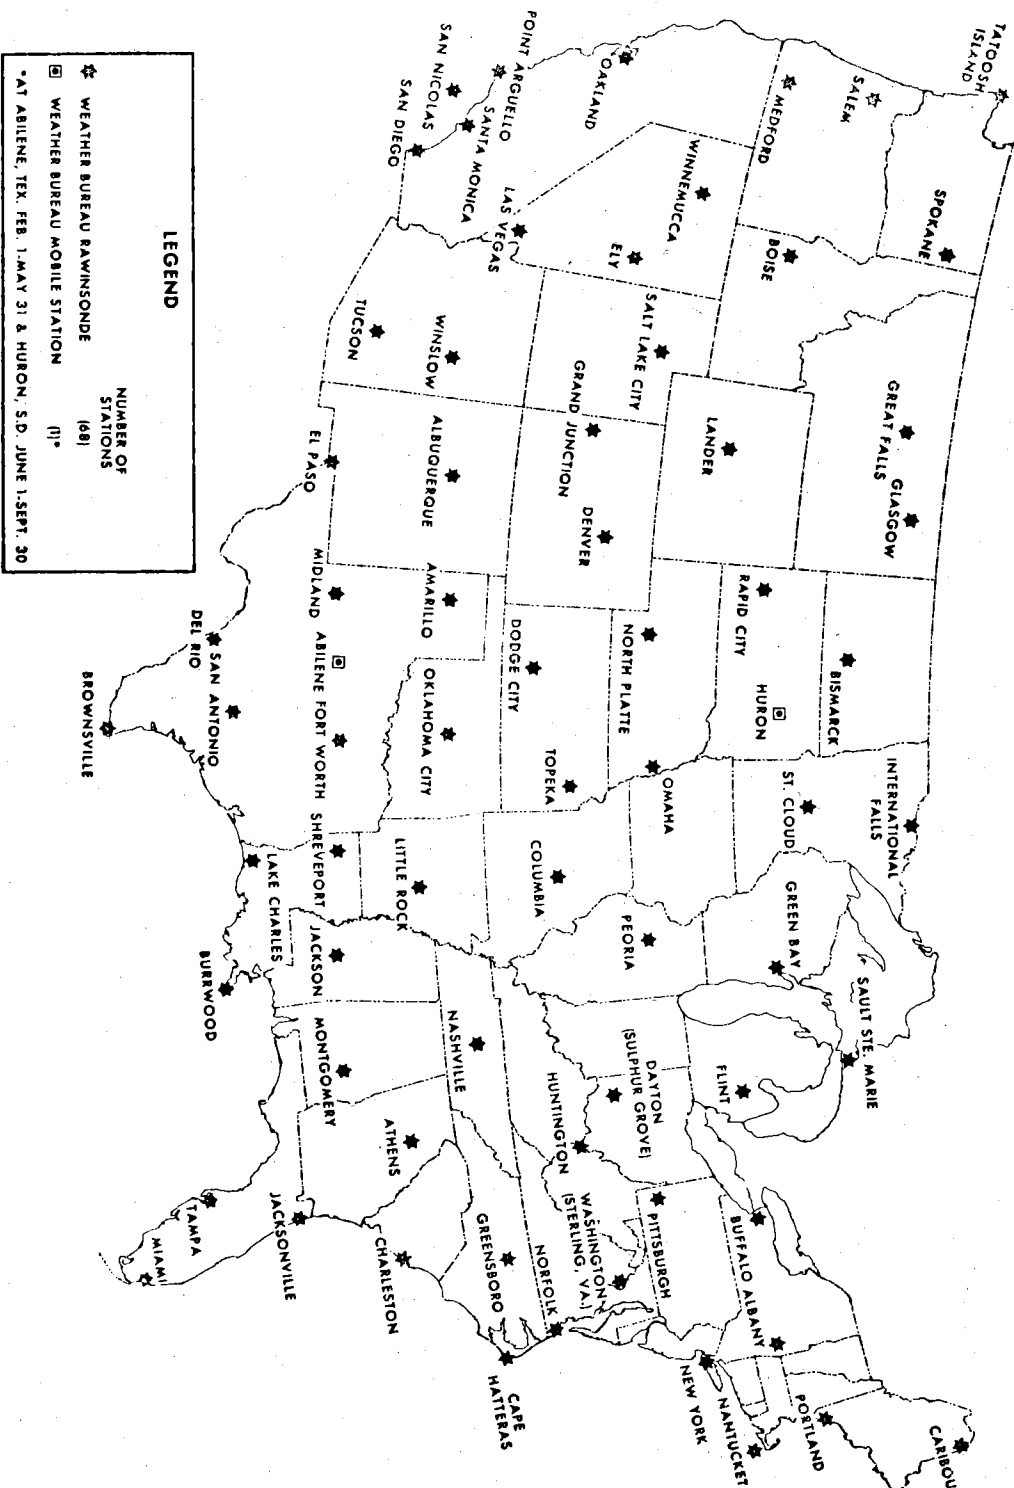 TATOOSH
ISLAND
SPOKANE
SALEM
MEDFORD
BOISE
GREAT FALLS
GLASGOW
BISMARCK
INTERNATIONAL
FALLS
SAULT STE. MARIE
CARIBOU
PORTLAND
WINNEMUCCA
ELY
SALT LAKE CITY
LANDER
RAPID CITY
HURON
ST. CLOUD
GREEN BAY
FLINT
BUFFALO
ALBANY
NANTUCKET
NEW YORK
OAKLAND
GRAND JUNCTION
DENVER
NORTH PLATTE
OMAHA
PEORIA
DAYTON
(SULPHUR GROVE)
PITTSBURGH
WASHINGTON
(STERLING, VA.)
LAS VEGAS
DODGE CITY
TOPEKA
COLUMBIA
HUNTINGTON
NORFOLK
POINT ARGUELLO
SANTA MONICA
SAN NICOLAS
SAN DIEGO
WINSLOW
ALBUQUERQUE
AMARILLO
OKLAHOMA CITY
LITTLE ROCK
NASHVILLE
GREENSBORO
CAPE
HATTERAS
TUCSON
EL PASO
MIDLAND
ABILENE
FORT WORTH
SHREVEPORT
JACKSON
MONTGOMERY
ATHENS
CHARLESTON
DEL RIO
SAN ANTONIO
LAKE CHARLES
BURRWOOD
JACKSONVILLE
TAMPA
MIAMI
BROWNSVILLE
LEGEND
NUMBER OF
STATIONS
WEATHER BUREAU RAWINSONDE (68)
WEATHER BUREAU MOBILE STATION (1)*
*AT ABILENE, TEX. FEB. 1-MAY 31 & HURON, S.D. JUNE 1-SEPT. 30